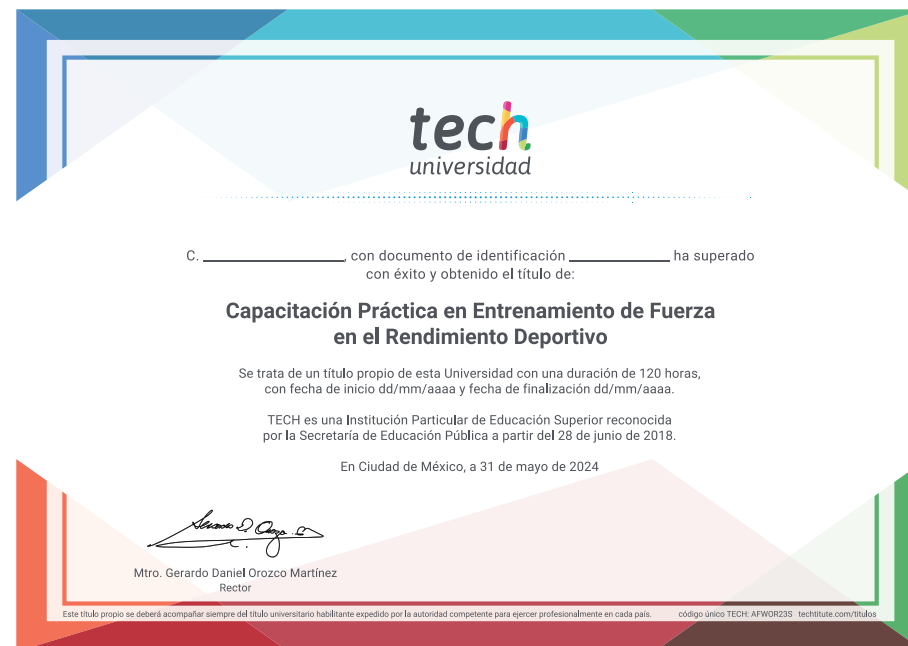 tech
universidad
C. ____________________, con documento de identificación ______________ ha superado
con éxito y obtenido el título de:
Capacitación Práctica en Entrenamiento de Fuerza
en el Rendimiento Deportivo
Se trata de un título propio de esta Universidad con una duración de 120 horas,
con fecha de inicio dd/mm/aaaa y fecha de finalización dd/mm/aaaa.
TECH es una Institución Particular de Educación Superior reconocida
por la Secretaría de Educación Pública a partir del 28 de junio de 2018.
En Ciudad de México, a 31 de mayo de 2024
Mtro. Gerardo Daniel Orozco Martínez
Rector
Este título propio se deberá acompañar siempre del título universitario habilitante expedido por la autoridad competente para ejercer profesionalmente en cada país. código único TECH: AFWOR23S techtitute.com/titulos